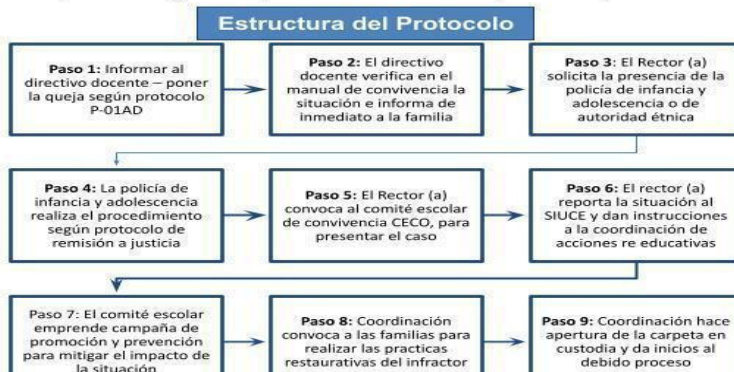 Estructura del Protocolo
Paso 1: Informar al
directivo docente – poner
la queja según protocolo
P-01AD
Paso 2: El directivo
docente verifica en el
manual de convivencia la
situación e informa de
inmediato a la familia
Paso 3: El Rector (a)
solicita la presencia de la
policía de infancia y
adolescencia o de
autoridad étnica
Paso 4: La policía de
infancia y adolescencia
realiza el procedimiento
según protocolo de
remisión a justicia
Paso 5: El Rector (a)
convoca al comité escolar
de convivencia CECO, para
presentar el caso
Paso 6: El rector (a)
reporta la situación al
SIUCE y dan instrucciones
a la coordinación de
acciones re educativas
Paso 7: El comité escolar
emprende campaña de
promoción y prevención
para mitigar el impacto de
la situación
Paso 8: Coordinación
convoca a las familias para
realizar las practicas
restaurativas del infractor
Paso 9: Coordinación hace
apertura de la carpeta en
custodia y da inicios al
debido proceso